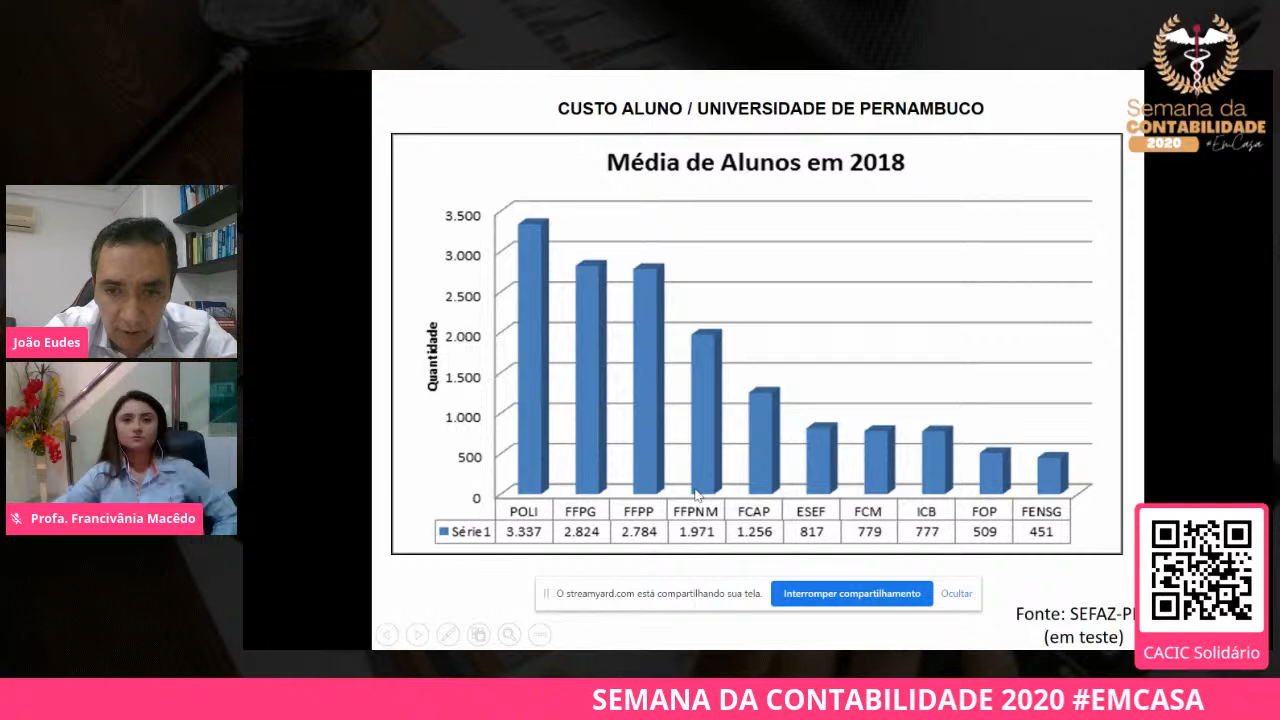 Semana da
CONTABILIDADE
2020 #EmCasa
CUSTO ALUNO / UNIVERSIDADE DE PERNAMBUCO
Média de Alunos em 2018
Quantidade
3.500
3.000
2.500
2.000
1.500
1.000
500
0
POLI FFPG FFPP FFPNM FCAP ESEF FCM ICB FOP FENSG
Série1 3.337 2.824 2.784 1.971 1.256 817 779 777 509 451
João Eudes
Profa. Francivânia Macêdo
O streamyard.com está compartilhando sua tela. Interromper compartilhamento Ocultar
Fonte: SEFAZ-P
(em teste)
CACIC Solidário
SEMANA DA CONTABILIDADE 2020 #EMCASA